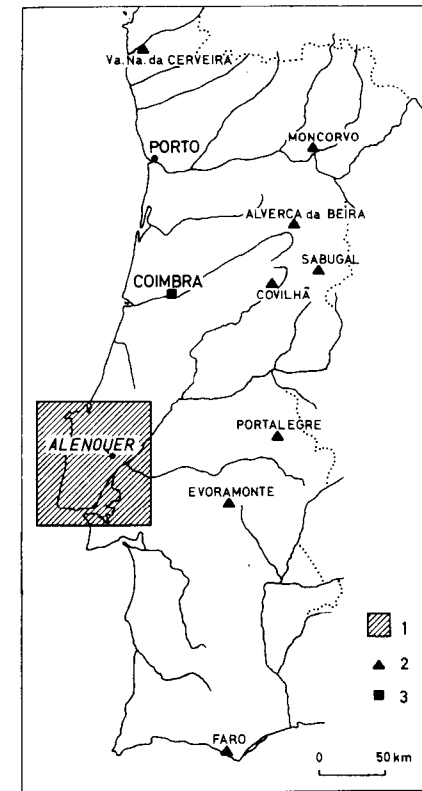 Va.Na.da CERVEIRA
MONCORVO
PORTO
ALVERCA da BEIRA
SABUGAL
COIMBRA
COVILHÃ
ALENQUER
PORTALEGRE
EVORAMONTE
1
2
3
FARO
0 50 km